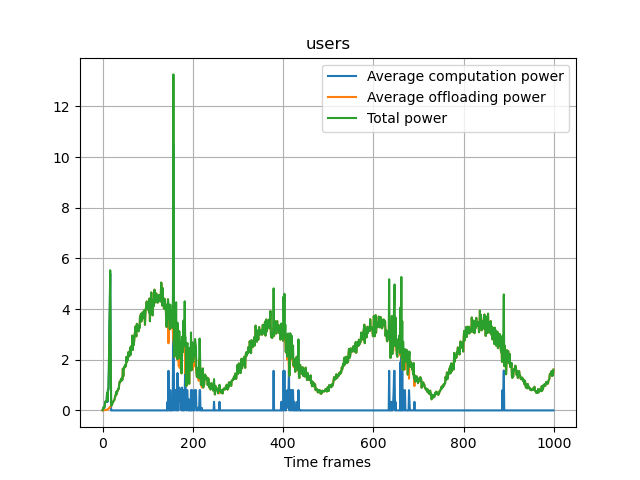 users
Average computation power
Average offloading power
Total power
12
10
8
6
4
2
0
0 200 400 600 800 1000
Time frames